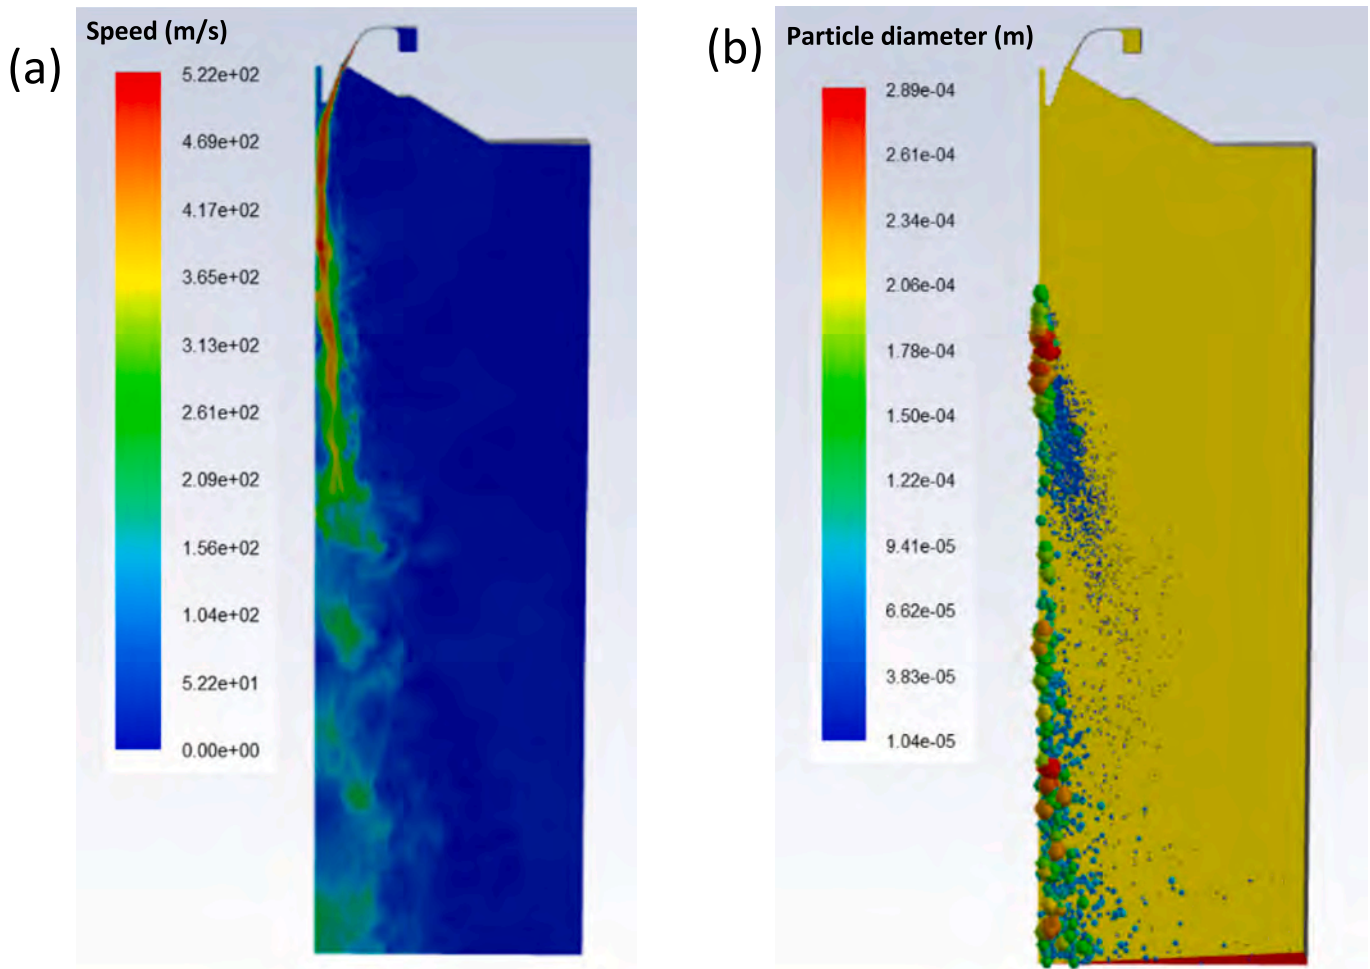 (a)
Speed (m/s)
5.22e+02
4.69e+02
4.17e+02
3.65e+02
3.13e+02
2.61e+02
2.09e+02
1.56e+02
1.04e+02
5.22e+01
0.00e+00
(b)
Particle diameter (m)
2.89e-04
2.61e-04
2.34e-04
2.06e-04
1.78e-04
1.50e-04
1.22e-04
9.41e-05
6.62e-05
3.83e-05
1.04e-05